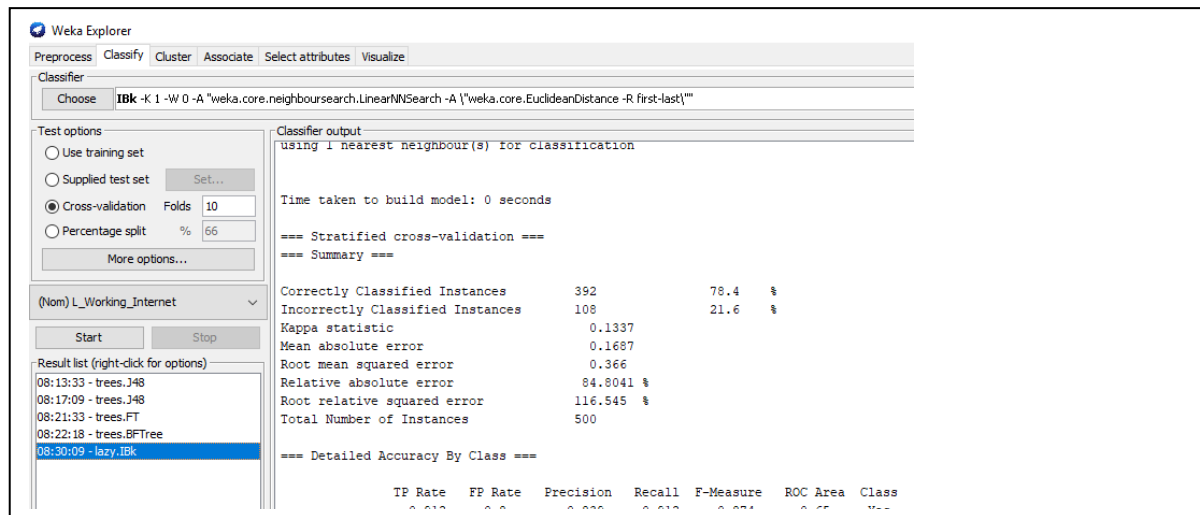 Weka Explorer
Preprocess Classify Cluster Associate Select attributes Visualize
Classifier
Choose IBk -K 1 -W 0 -A "weka.core.neighboursearch.LinearNNSearch -A \"weka.core.EuclideanDistance -R first-last\""
Test options
Use training set
Supplied test set Set...
Cross-validation Folds 10
Percentage split % 66
More options...
(Nom) L_Working_Internet
Start Stop
Result list (right-click for options)
08:13:33 - trees.J48
08:17:09 - trees.J48
08:21:33 - trees.FT
08:22:18 - trees.BFTree
08:30:09 - lazy.IBk
Classifier output
using 1 nearest neighbour(s) for classification
Time taken to build model: 0 seconds
=== Stratified cross-validation ===
=== Summary ===
Correctly Classified Instances 392 78.4 %
Incorrectly Classified Instances 108 21.6 %
Kappa statistic 0.1337
Mean absolute error 0.1687
Root mean squared error 0.366
Relative absolute error 84.8041 %
Root relative squared error 116.545 %
Total Number of Instances 500
=== Detailed Accuracy By Class ===
TP Rate FP Rate Precision Recall F-Measure ROC Area Class